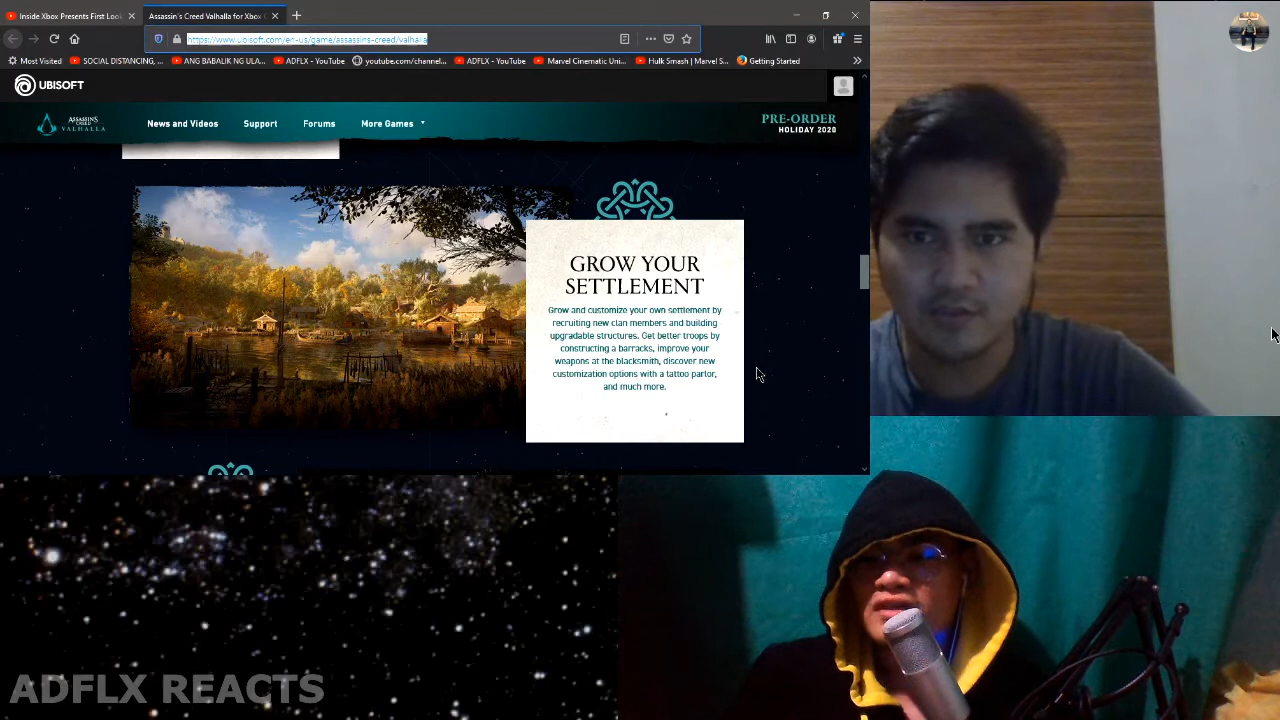 Inside Xbox Presents First Look
Assassin's Creed Valhalla for Xbox
https://www.ubisoft.com/en-us/game/assassins-creed/valhalla
Most Visited
SOCIAL DISTANCING, ...
ANG BABALIK NG ULA...
ADFLX - YouTube
youtube.com/channel...
ADFLX - YouTube
Marvel Cinematic Uni...
Hulk Smash | Marvel S...
Getting Started
UBISOFT
ASSASSIN'S
CREED
VALHALLA
News and Videos
Support
Forums
More Games
PRE-ORDER
HOLIDAY 2020
GROW YOUR
SETTLEMENT
Grow and customize your own settlement by
recruiting new clan members and building
upgradable structures. Get better troops by
constructing a barracks, improve your
weapons at the blacksmith, discover new
customization options with a tattoo parlor,
and much more.
ADFLX REACTS